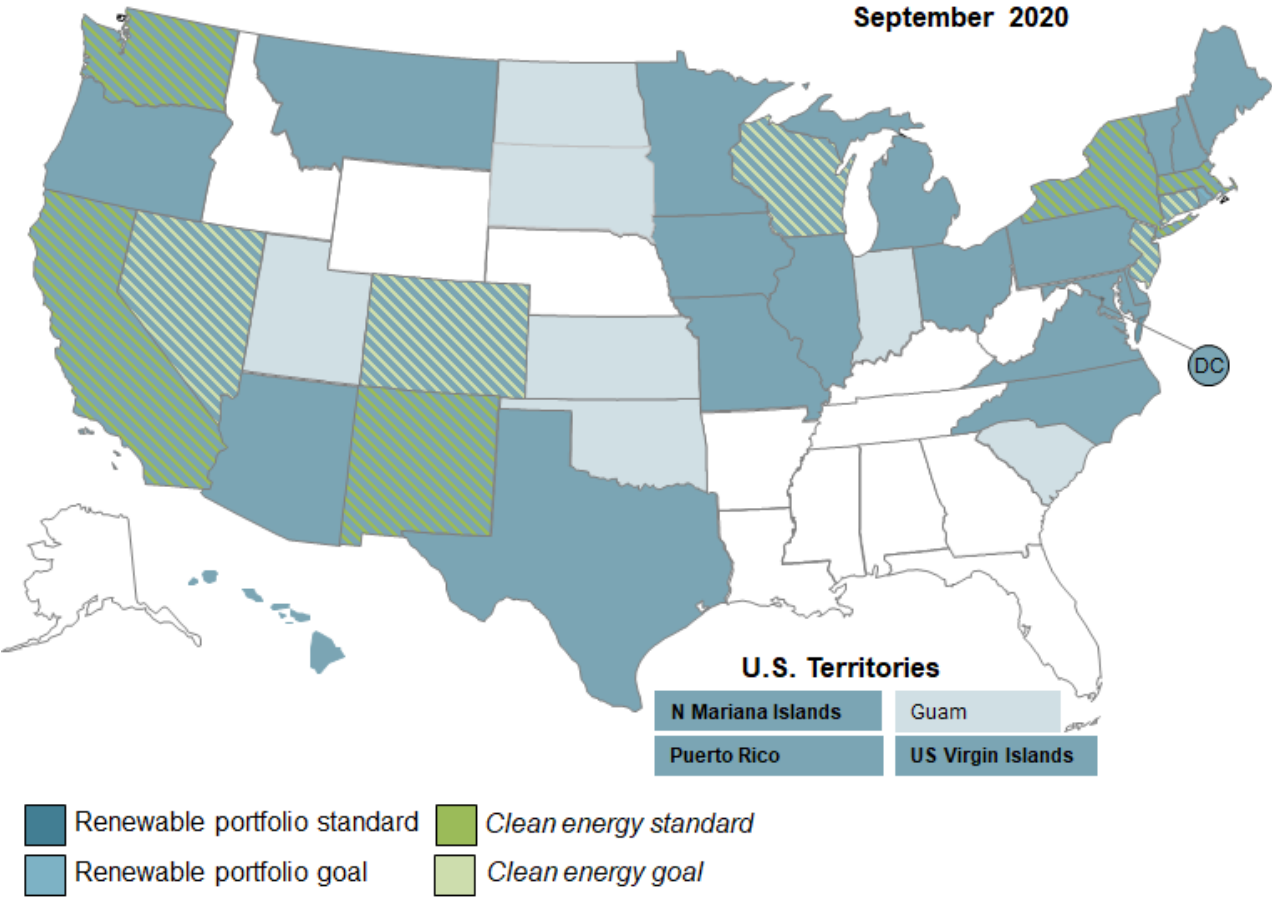 September 2020
DC
U.S. Territories
N Mariana Islands
Guam
Puerto Rico
US Virgin Islands
Renewable portfolio standard
Clean energy standard
Renewable portfolio goal
Clean energy goal